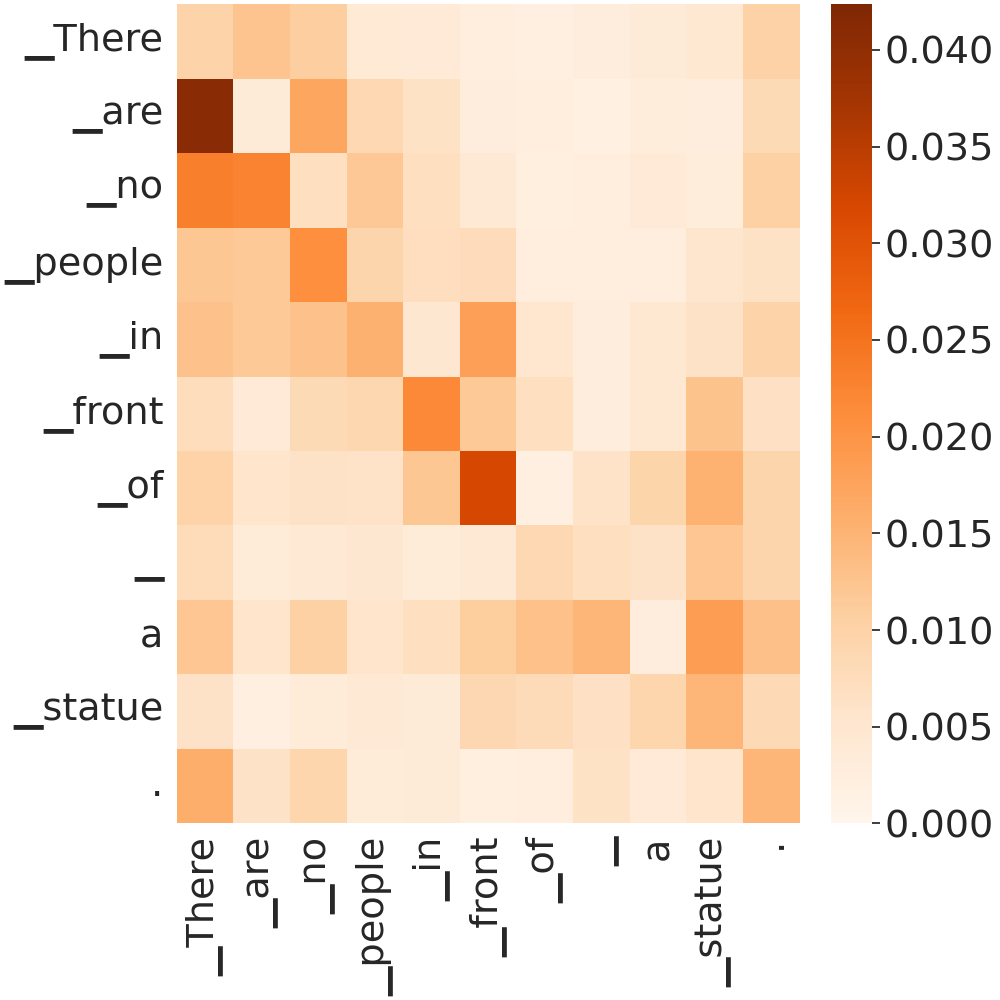 _There
_are
_no
_people
_in
_front
_of
_
a
_statue
.
0.040
0.035
0.030
0.025
0.020
0.015
0.010
0.005
0.000
_There
_are
_no
_people
_in
_front
_of
_
a
_statue
.